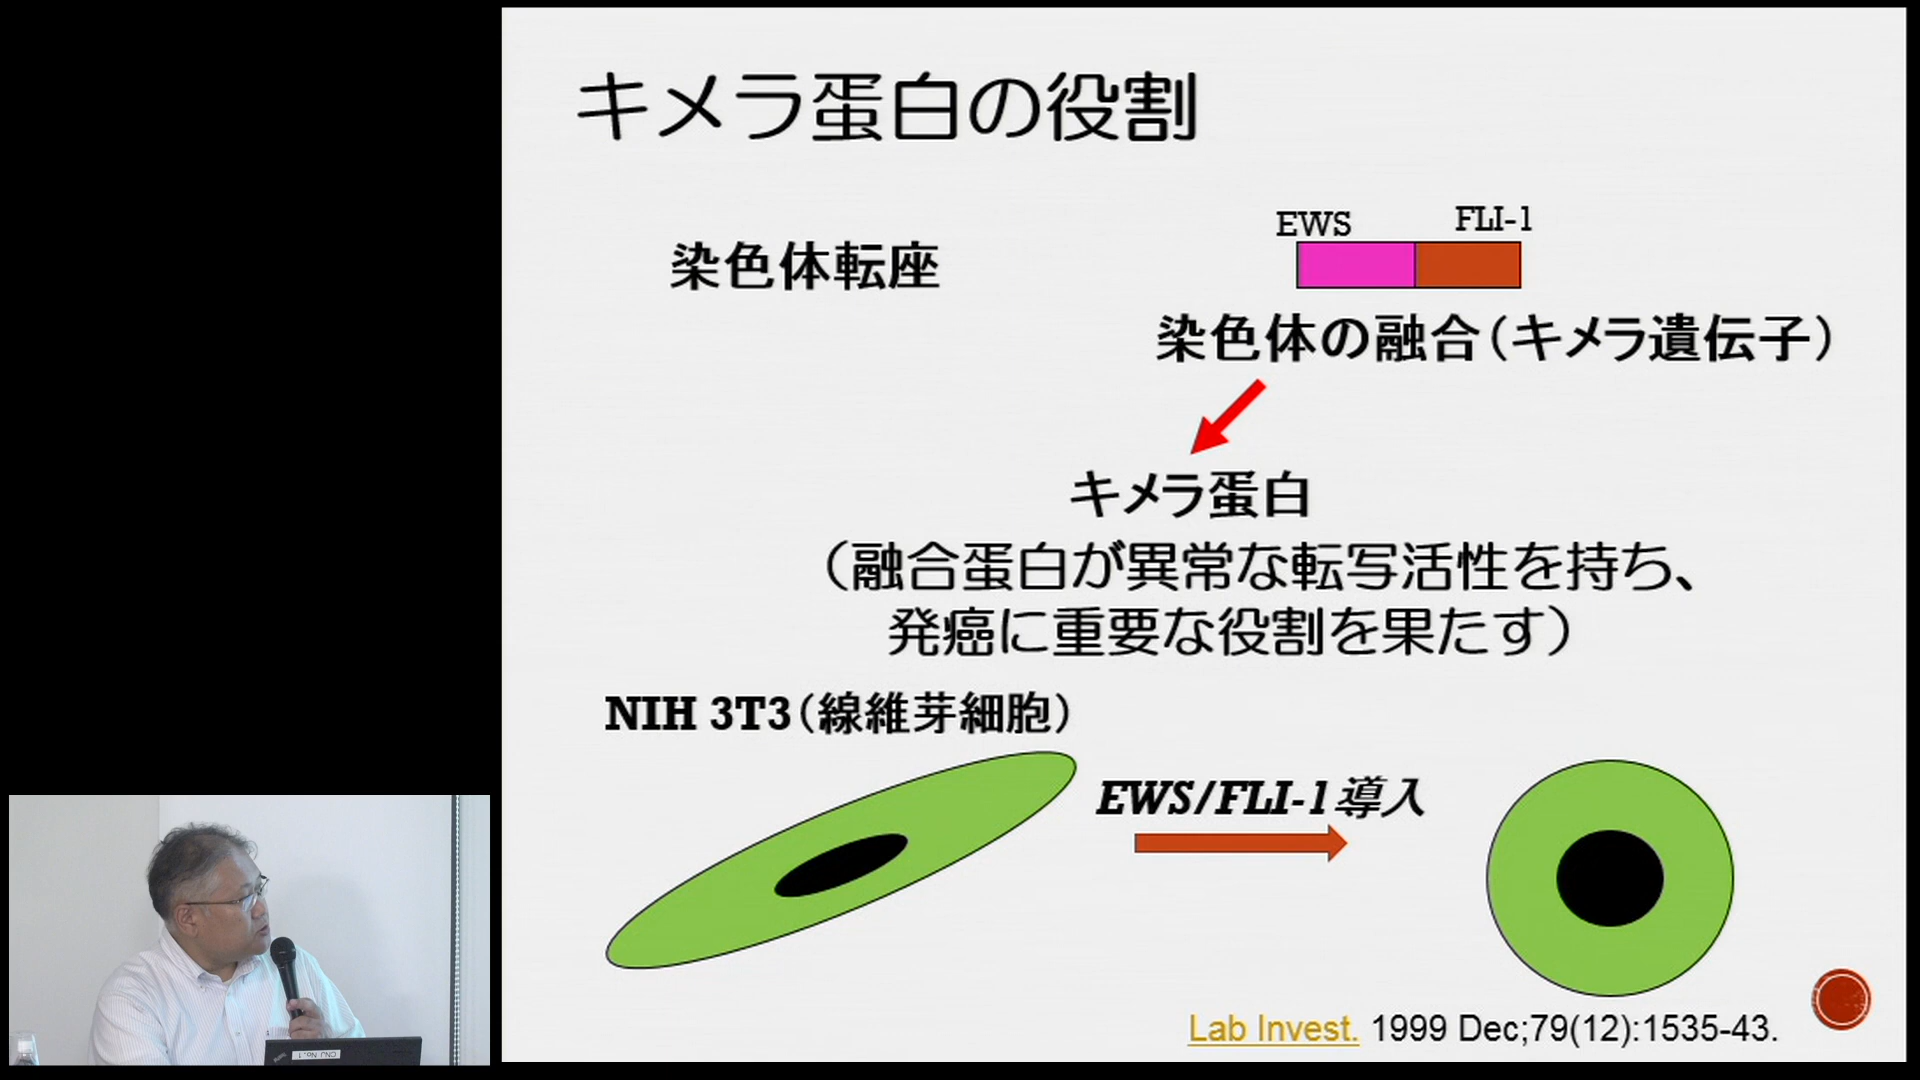 キメラ蛋白の役割
EWS FLI-1
染色体転座
染色体の融合（キメラ遺伝子）
キメラ蛋白
（融合蛋白が異常な転写活性を持ち、
発癌に重要な役割を果たす）
NIH 3T3（線維芽細胞）
EWS/FLI-1導入
Lab Invest. 1999 Dec;79(12):1535-43.
CNJ No.1